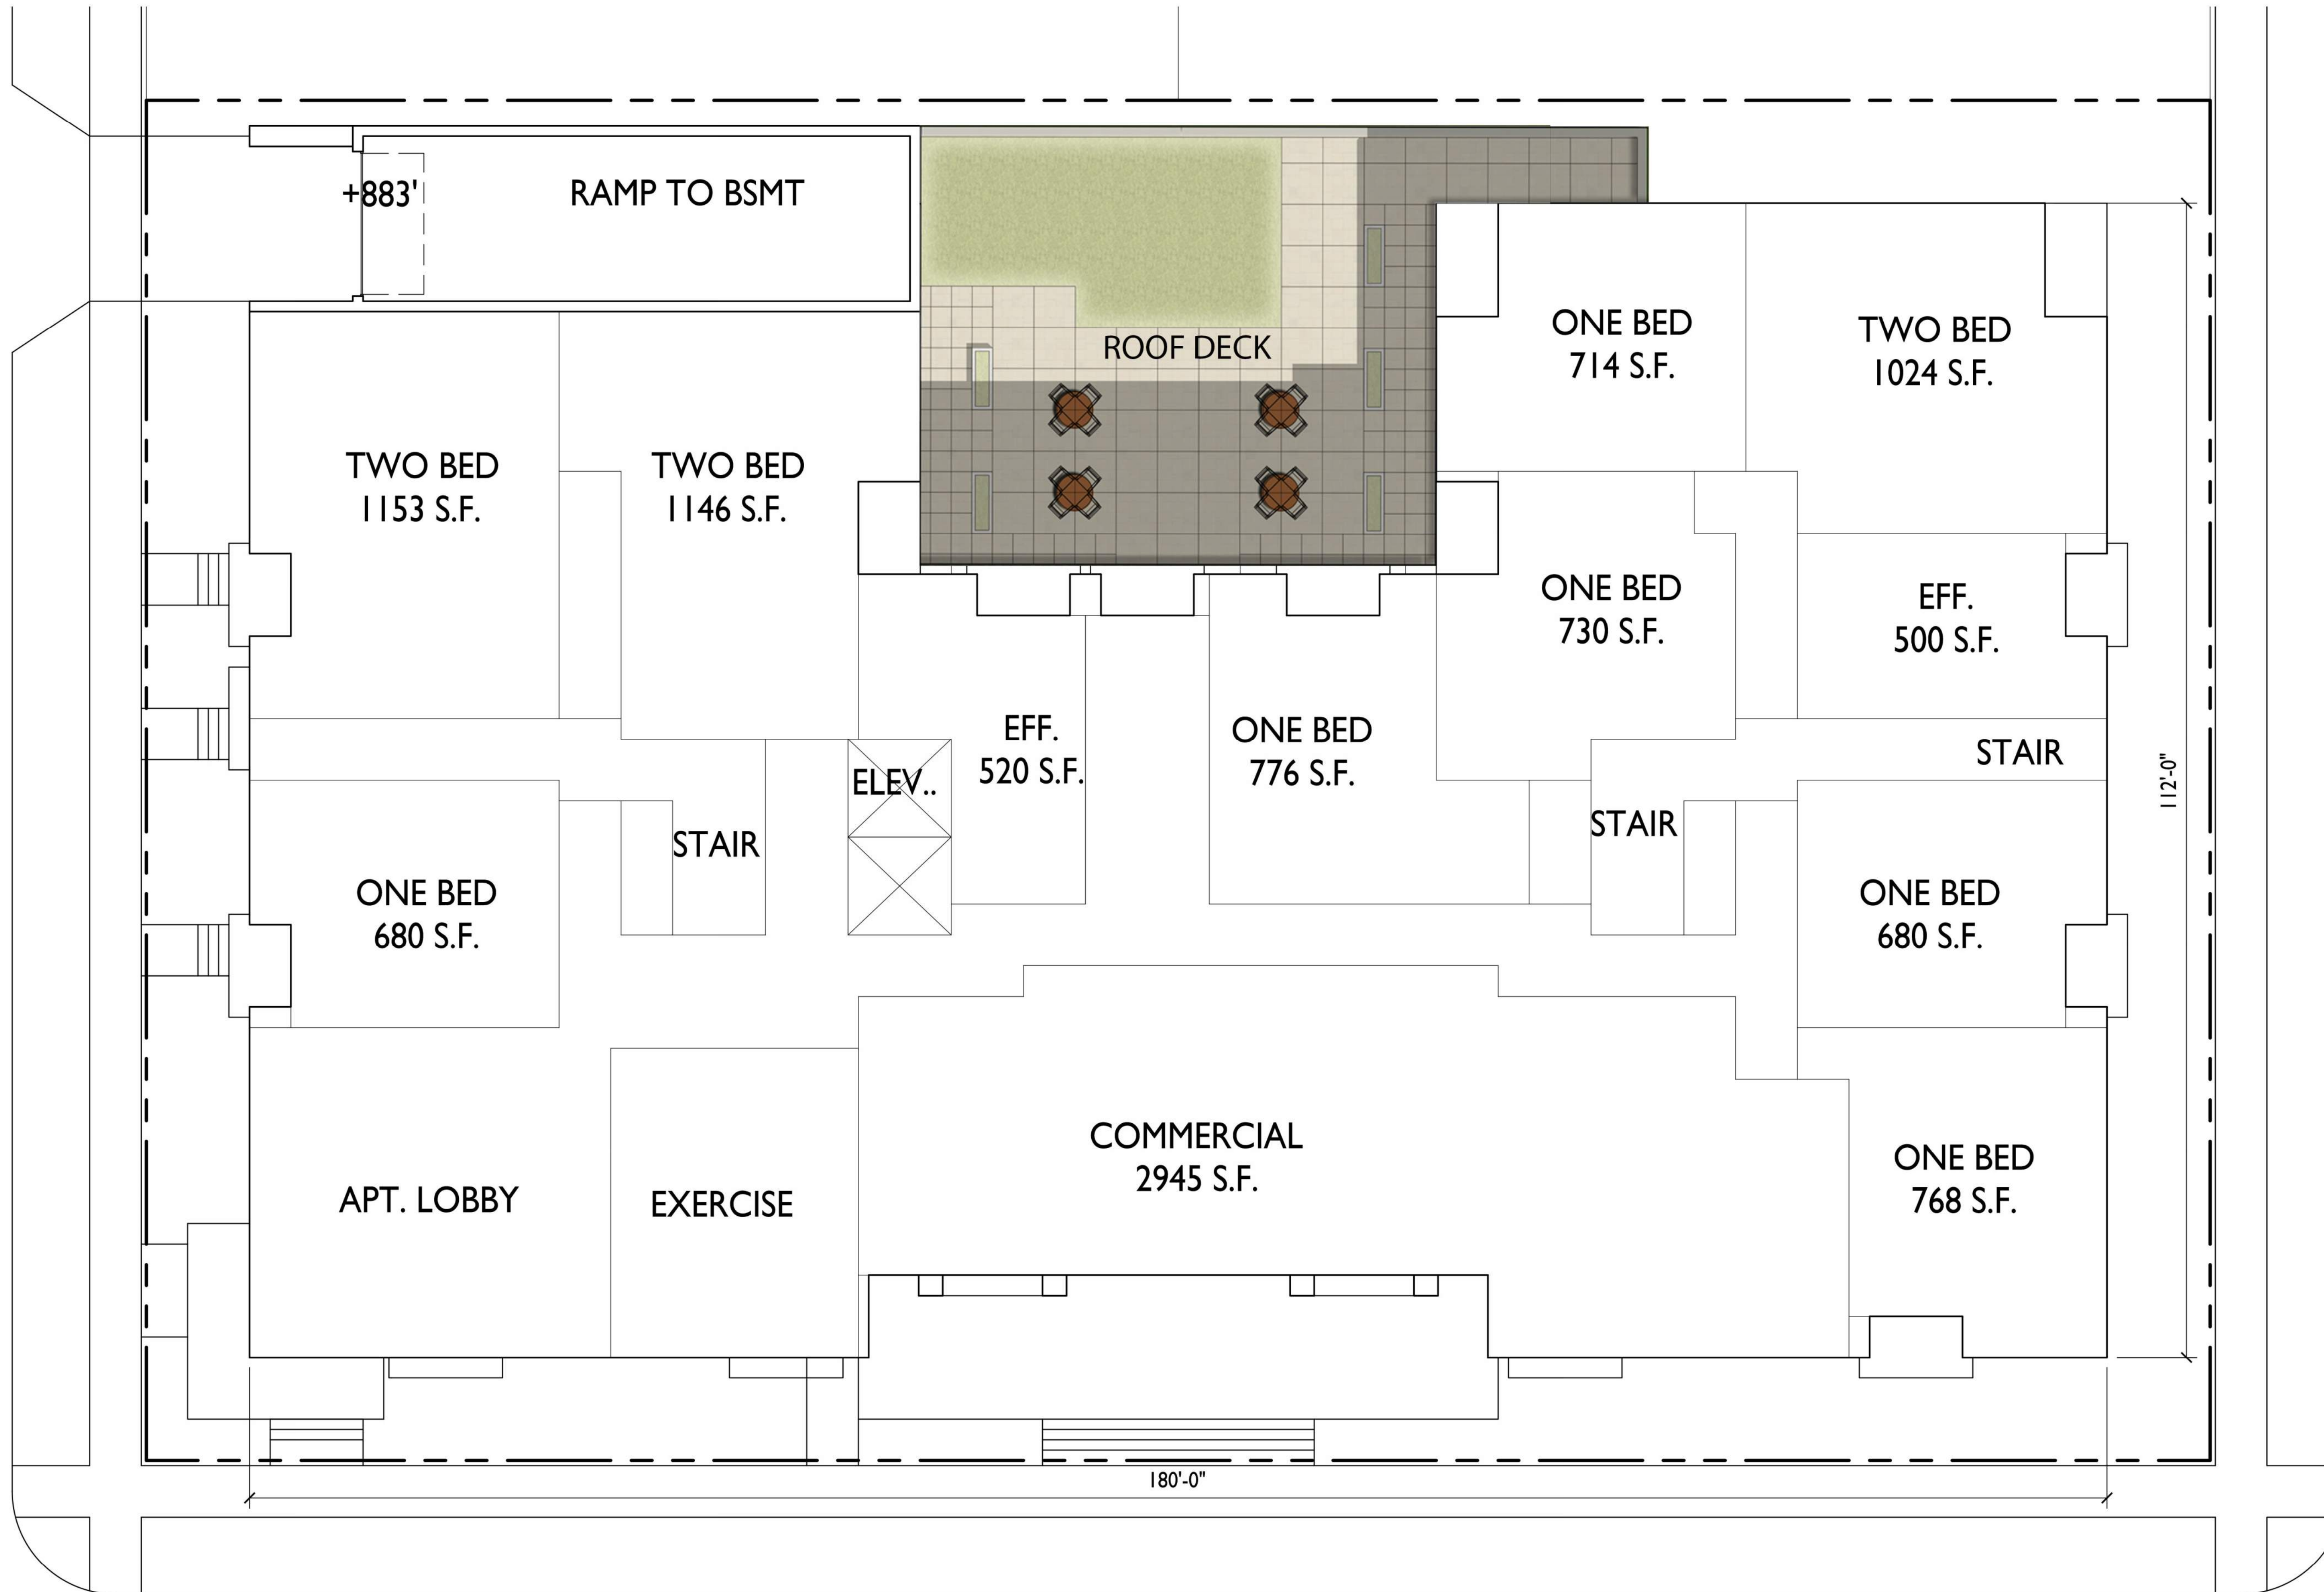 +883'
RAMP TO BSMT
ROOF DECK
ONE BED
714 S.F.
TWO BED
1024 S.F.
TWO BED
1153 S.F.
TWO BED
1146 S.F.
ONE BED
730 S.F.
EFF.
500 S.F.
EFF.
520 S.F.
ONE BED
776 S.F.
STAIR
ELEV..
STAIR
STAIR
112'-0"
ONE BED
680 S.F.
ONE BED
680 S.F.
COMMERCIAL
2945 S.F.
ONE BED
768 S.F.
APT. LOBBY
EXERCISE
180'-0"